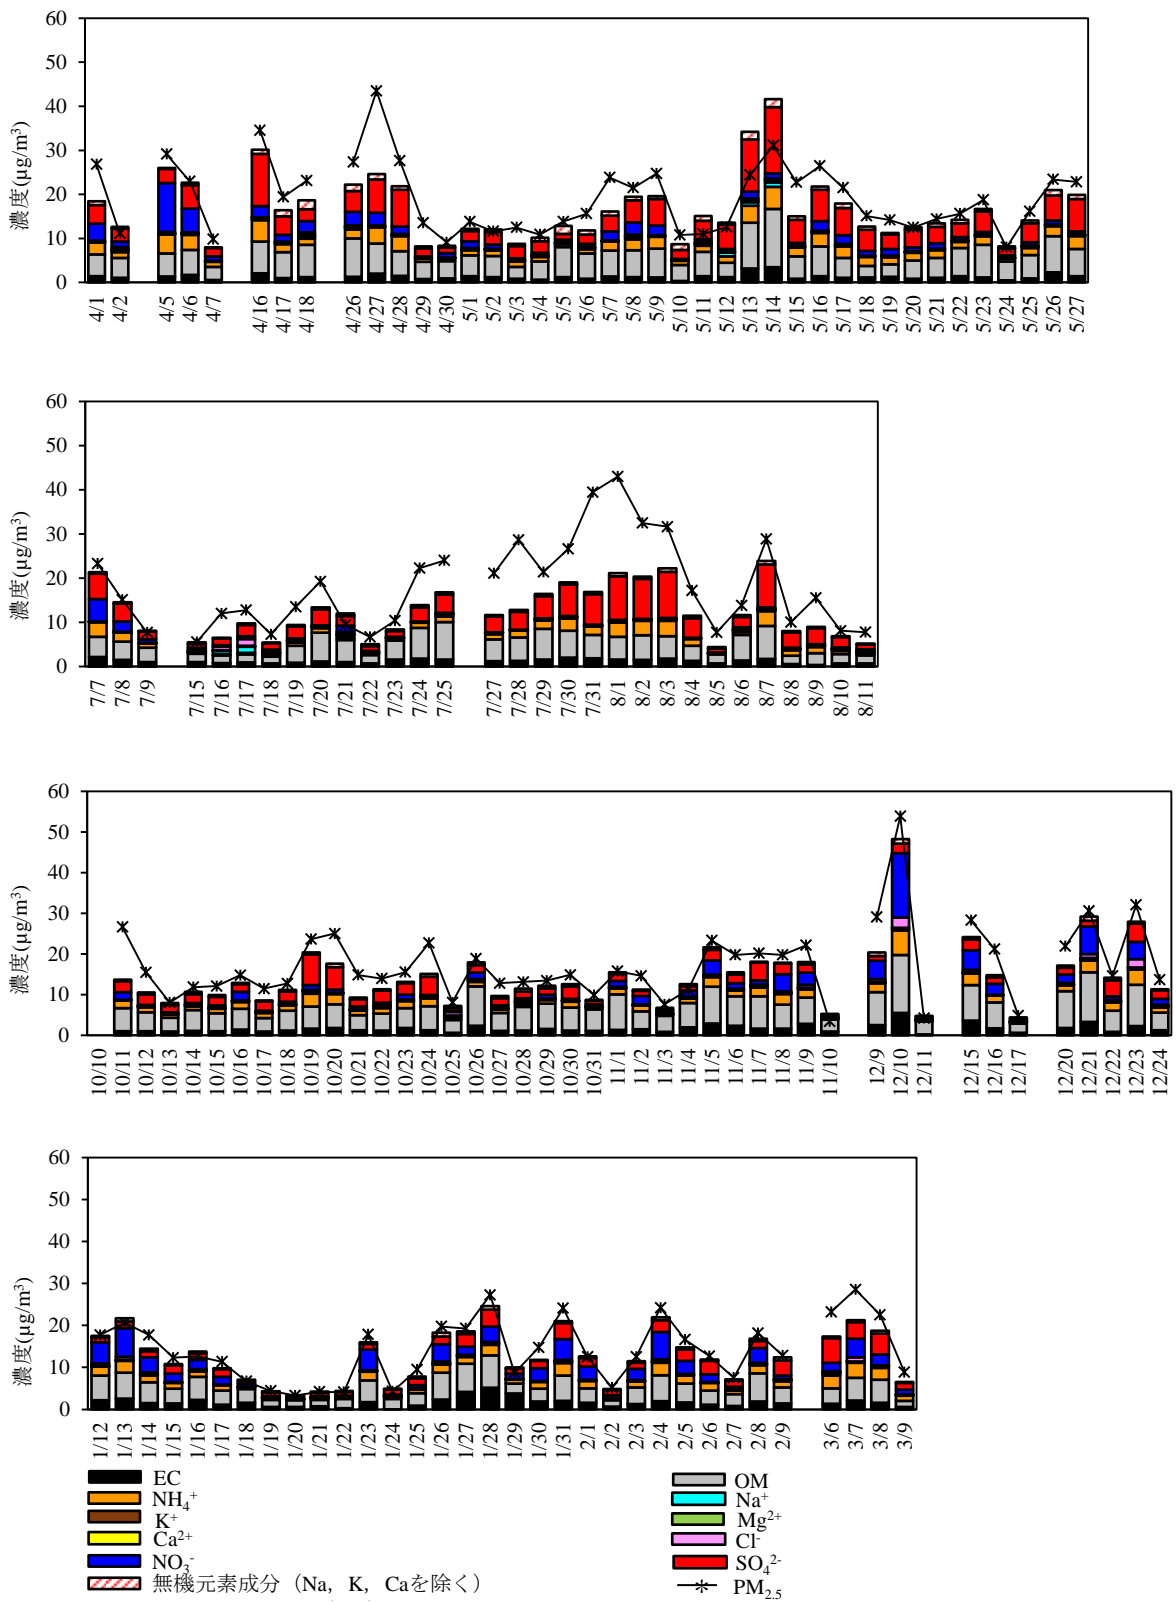 60
50
40
30
20
10
0
濃度(μg/m³)
4/1 4/2 4/5 4/6 4/7 4/16 4/17 4/18 4/26 4/27 4/28 4/29 4/30 5/1 5/2 5/3 5/4 5/5 5/6 5/7 5/8 5/9 5/10 5/11 5/12 5/13 5/14 5/15 5/16 5/17 5/18 5/19 5/20 5/21 5/22 5/23 5/24 5/25 5/26 5/27
60
50
40
30
20
10
0
濃度(μg/m³)
7/7 7/8 7/9 7/15 7/16 7/17 7/18 7/19 7/20 7/21 7/22 7/23 7/24 7/25 7/27 7/28 7/29 7/30 7/31 8/1 8/2 8/3 8/4 8/5 8/6 8/7 8/8 8/9 8/10 8/11
60
50
40
30
20
10
0
濃度(μg/m³)
10/10 10/11 10/12 10/13 10/14 10/15 10/16 10/17 10/18 10/19 10/20 10/21 10/22 10/23 10/24 10/25 10/26 10/27 10/28 10/29 10/30 10/31 11/1 11/2 11/3 11/4 11/5 11/6 11/7 11/8 11/9 11/10 12/9 12/10 12/11 12/15 12/16 12/17 12/20 12/21 12/22 12/23 12/24
60
50
40
30
20
10
0
濃度(μg/m³)
1/12 1/13 1/14 1/15 1/16 1/17 1/18 1/19 1/20 1/21 1/22 1/23 1/24 1/25 1/26 1/27 1/28 1/29 1/30 1/31 2/1 2/2 2/3 2/4 2/5 2/6 2/7 2/8 2/9 3/6 3/7 3/8 3/9
EC
OM
NH₄⁺
Na⁺
K⁺
Mg²⁺
Ca²⁺
Cl⁻
NO₃⁻
SO₄²⁻
無機元素成分（Na，K，Caを除く）
PM₂.₅